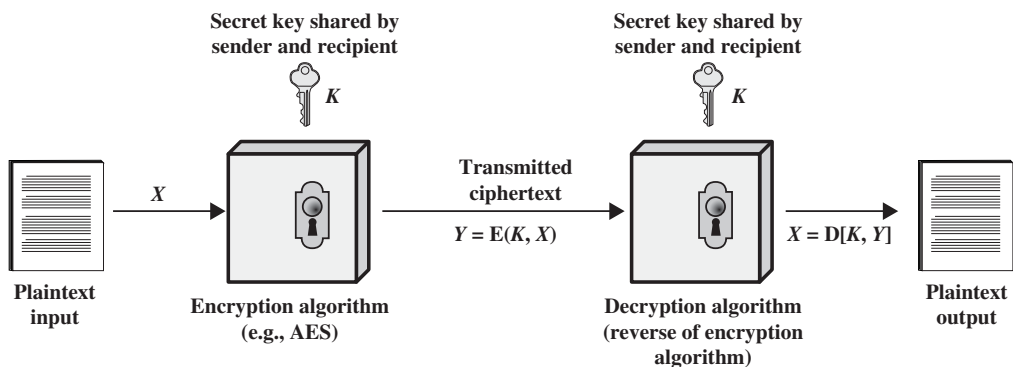 Secret key shared by
sender and recipient
K
Secret key shared by
sender and recipient
K
X
Transmitted
ciphertext
Y = E(K, X)
X = D[K, Y]
Plaintext
input
Encryption algorithm
(e.g., AES)
Decryption algorithm
(reverse of encryption
algorithm)
Plaintext
output